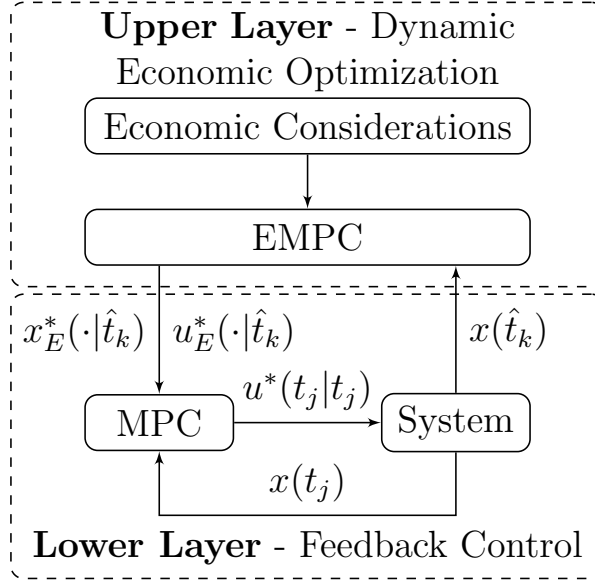 Upper Layer - Dynamic
Economic Optimization
Economic Considerations
EMPC
x*_E(·|t̂_k) u*_E(·|t̂_k) x(t̂_k)
u*(t_j|t_j)
MPC System
x(t_j)
Lower Layer - Feedback Control